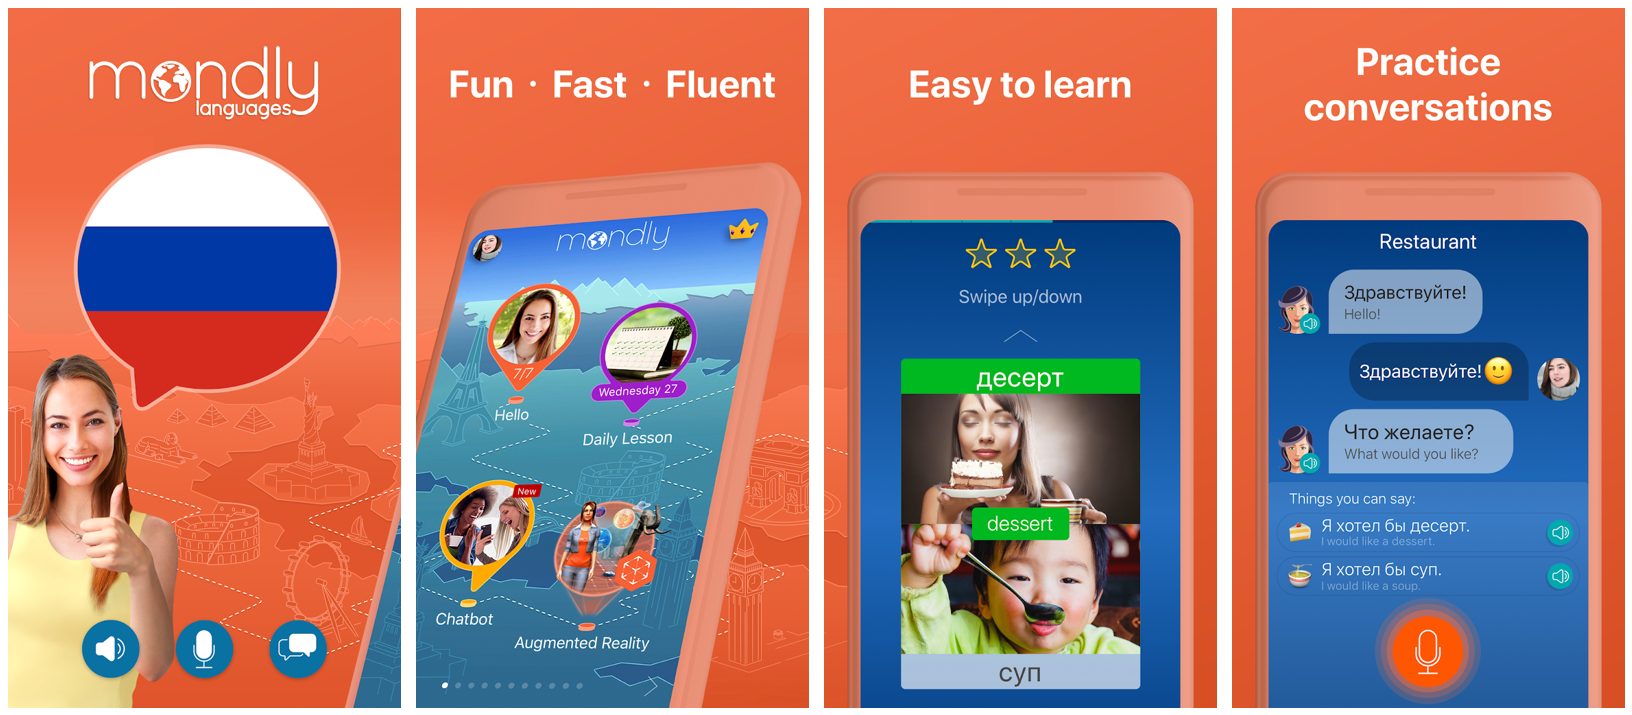 mondly
languages
Fun · Fast · Fluent
mondly
7/7
Hello
Wednesday 27
Daily Lesson
New
Chatbot
Augmented Reality
Easy to learn
Swipe up/down
десерт
dessert
суп
Practice
conversations
Restaurant
Здравствуйте!
Hello!
Здравствуйте!🙂
Что желаете?
What would you like?
Things you can say:
Я хотел бы десерт.
I would like a dessert.
Я хотел бы суп.
I would like a soup.